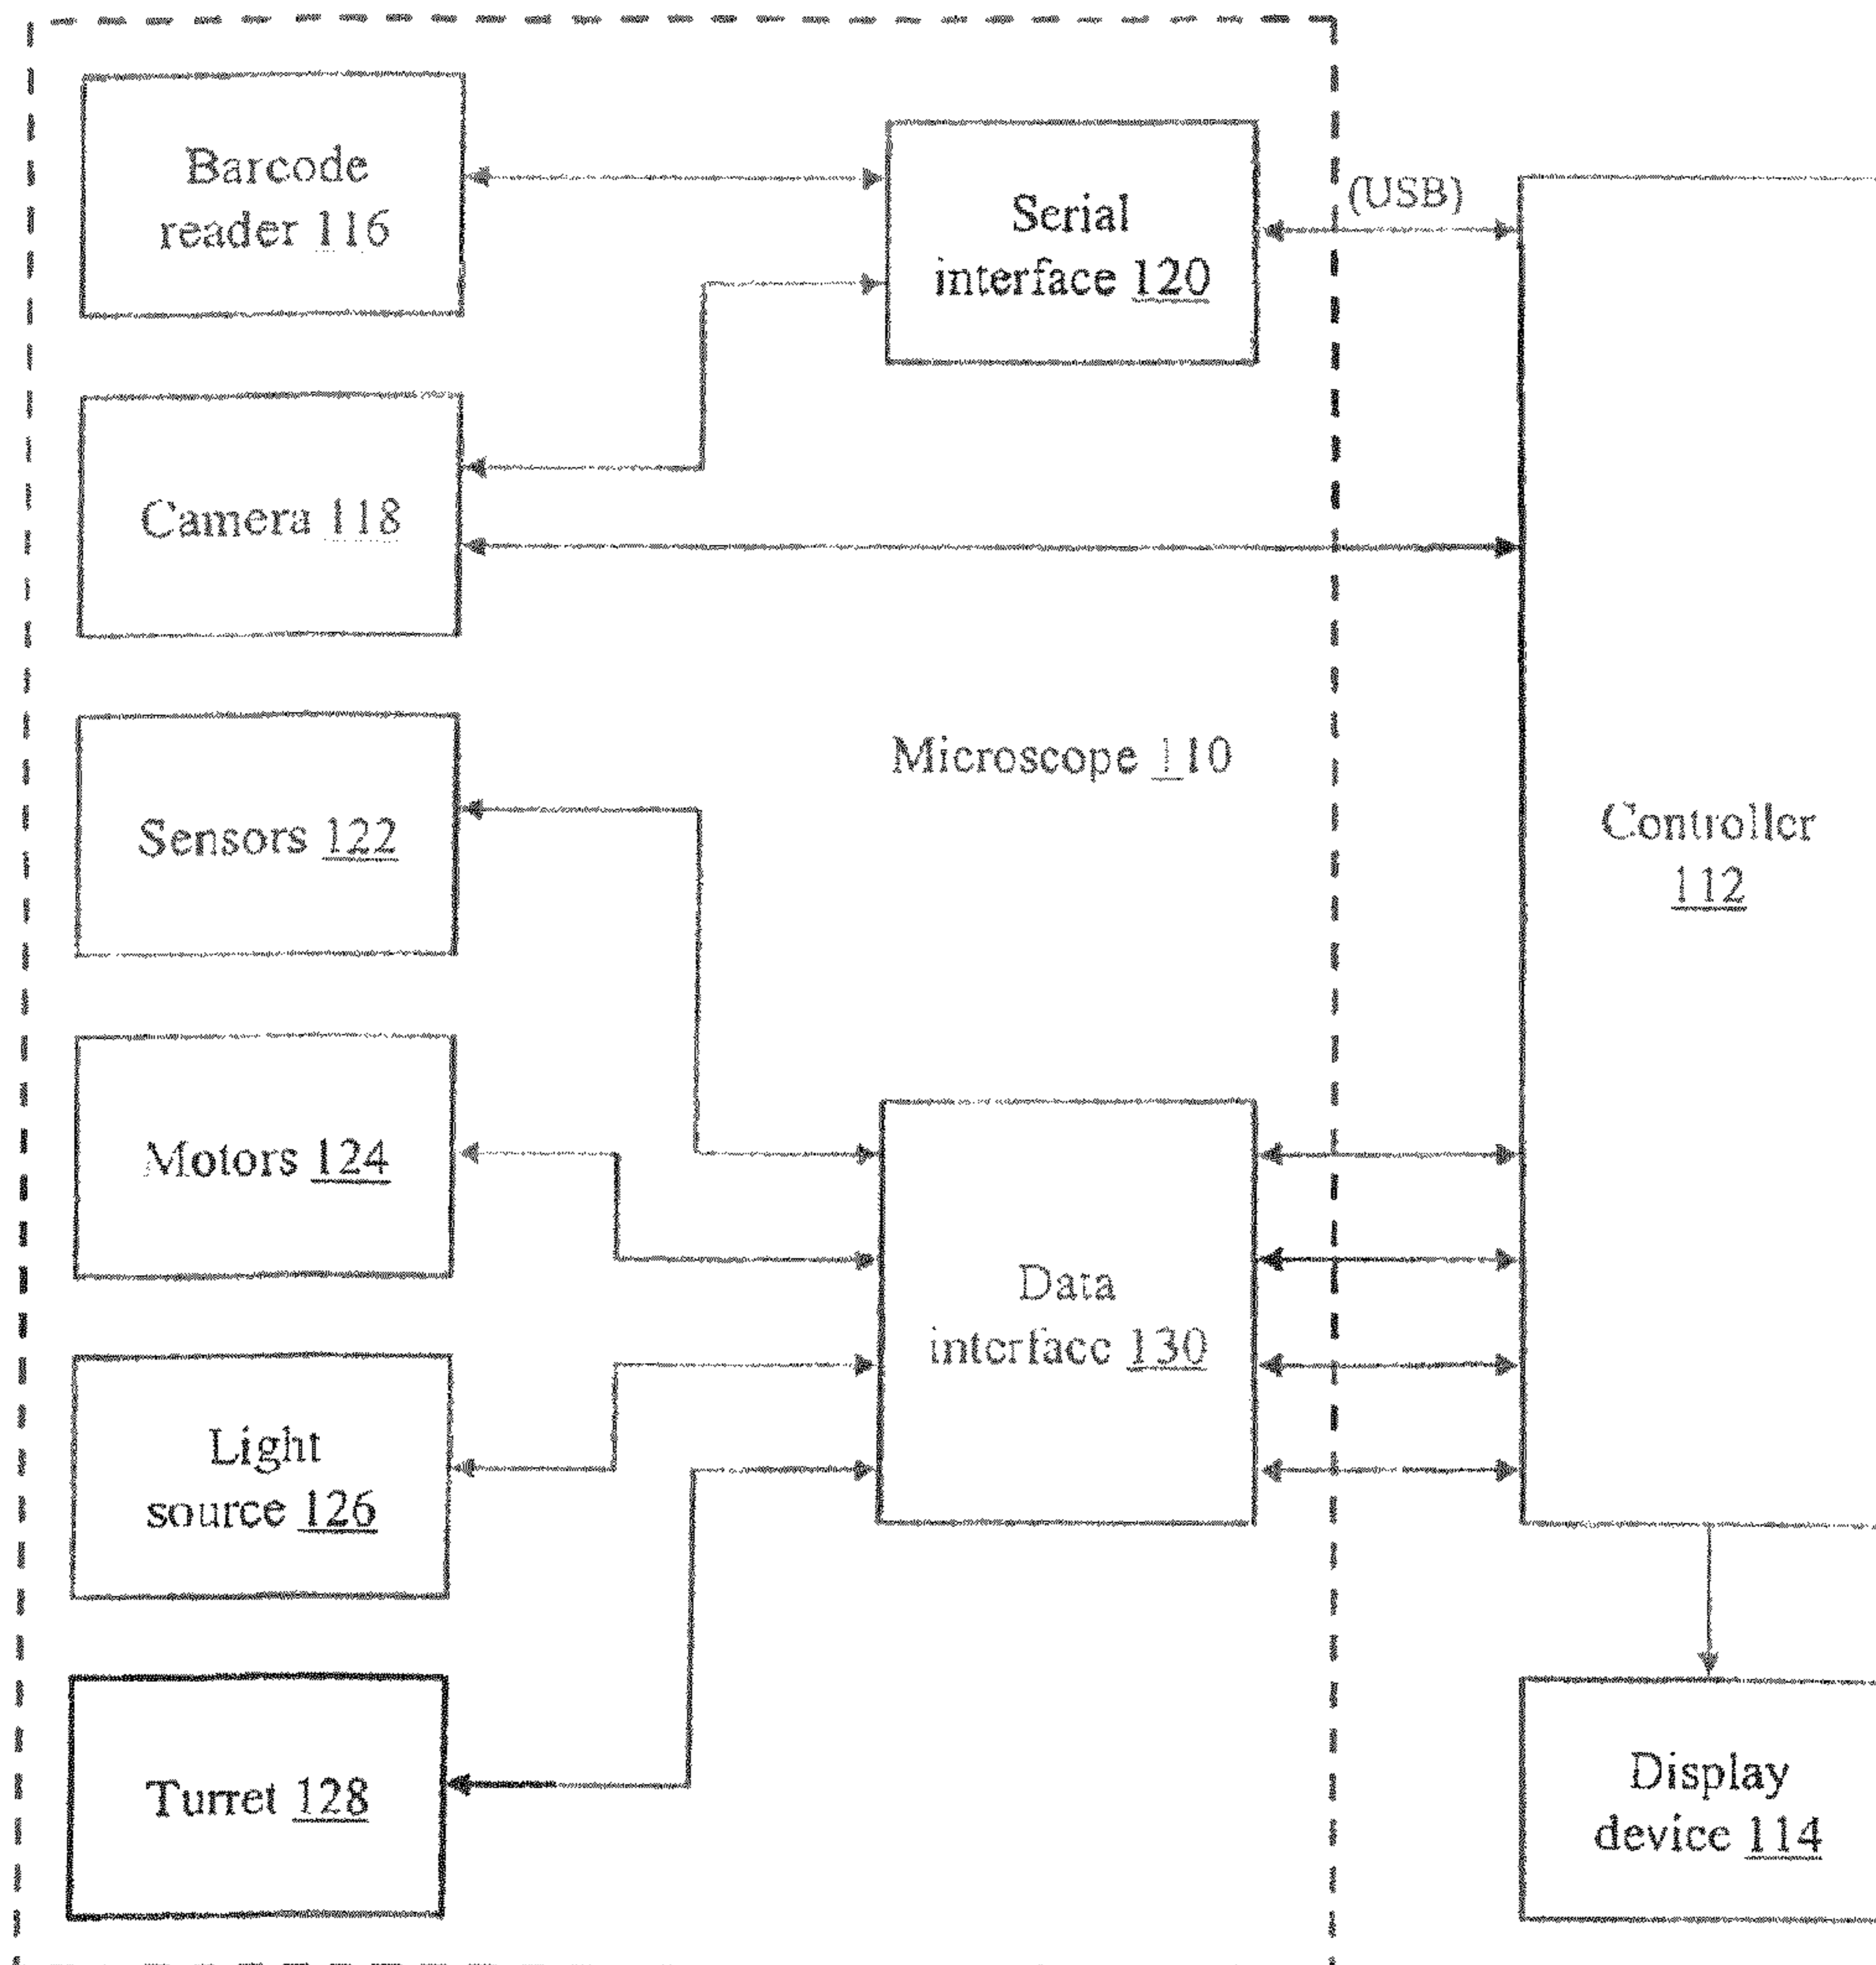 Barcode
reader 116
Serial
interface 120
(USB)
Camera 118
Microscope 110
Sensors 122
Controller
112
Motors 124
Data
interface 130
Light
source 126
Turret 128
Display
device 114